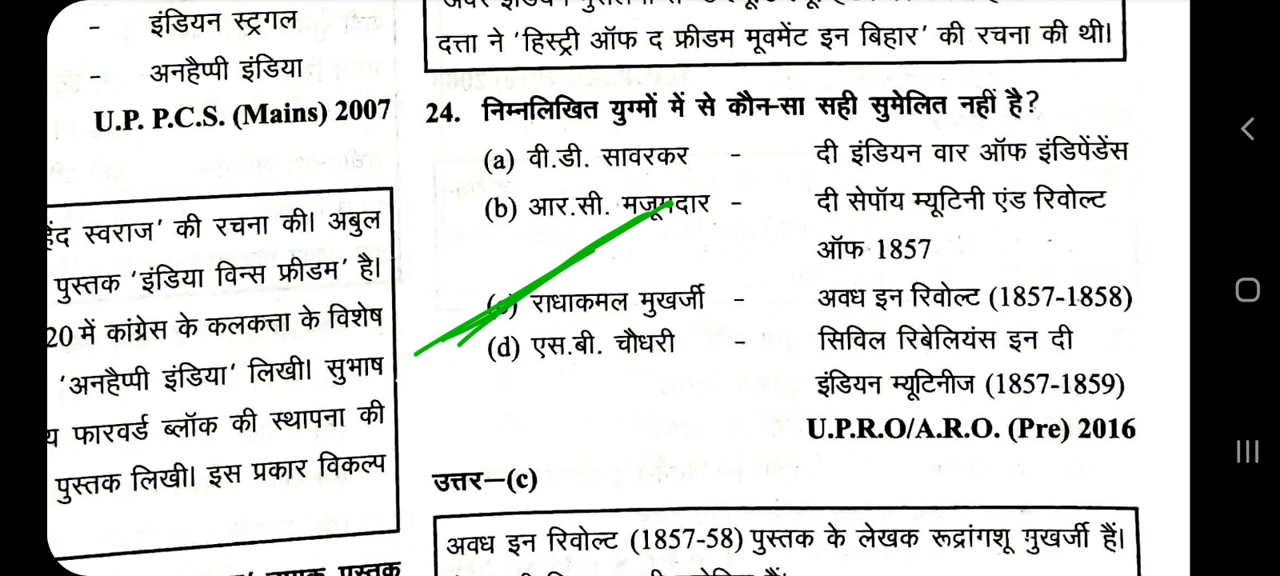 - इंडियन स्ट्रगल
- अनहैप्पी इंडिया
U.P. P.C.S. (Mains) 2007
हिंद स्वराज' की रचना की। अबुल
पुस्तक 'इंडिया विन्स फ्रीडम' है।
20 में कांग्रेस के कलकत्ता के विशेष
'अनहैप्पी इंडिया' लिखी। सुभाष
फारवर्ड ब्लॉक की स्थापना की
पुस्तक लिखी। इस प्रकार विकल्प
पुस्तक
दत्ता ने 'हिस्ट्री ऑफ द फ्रीडम मूवमेंट इन बिहार' की रचना की थी।
24. निम्नलिखित युग्मों में से कौन-सा सही सुमेलित नहीं है?
(a) वी.डी. सावरकर - दी इंडियन वार ऑफ इंडिपेंडेंस
(b) आर.सी. मजूमदार - दी सेपॉय म्यूटिनी एंड रिवोल्ट
ऑफ 1857
(c) राधाकमल मुखर्जी - अवध इन रिवोल्ट (1857-1858)
(d) एस.बी. चौधरी - सिविल रिबेलियंस इन दी
इंडियन म्यूटिनीज (1857-1859)
U.P.R.O/A.R.O. (Pre) 2016
उत्तर—(c)
अवध इन रिवोल्ट (1857-58) पुस्तक के लेखक रूद्रांगशू मुखर्जी हैं।